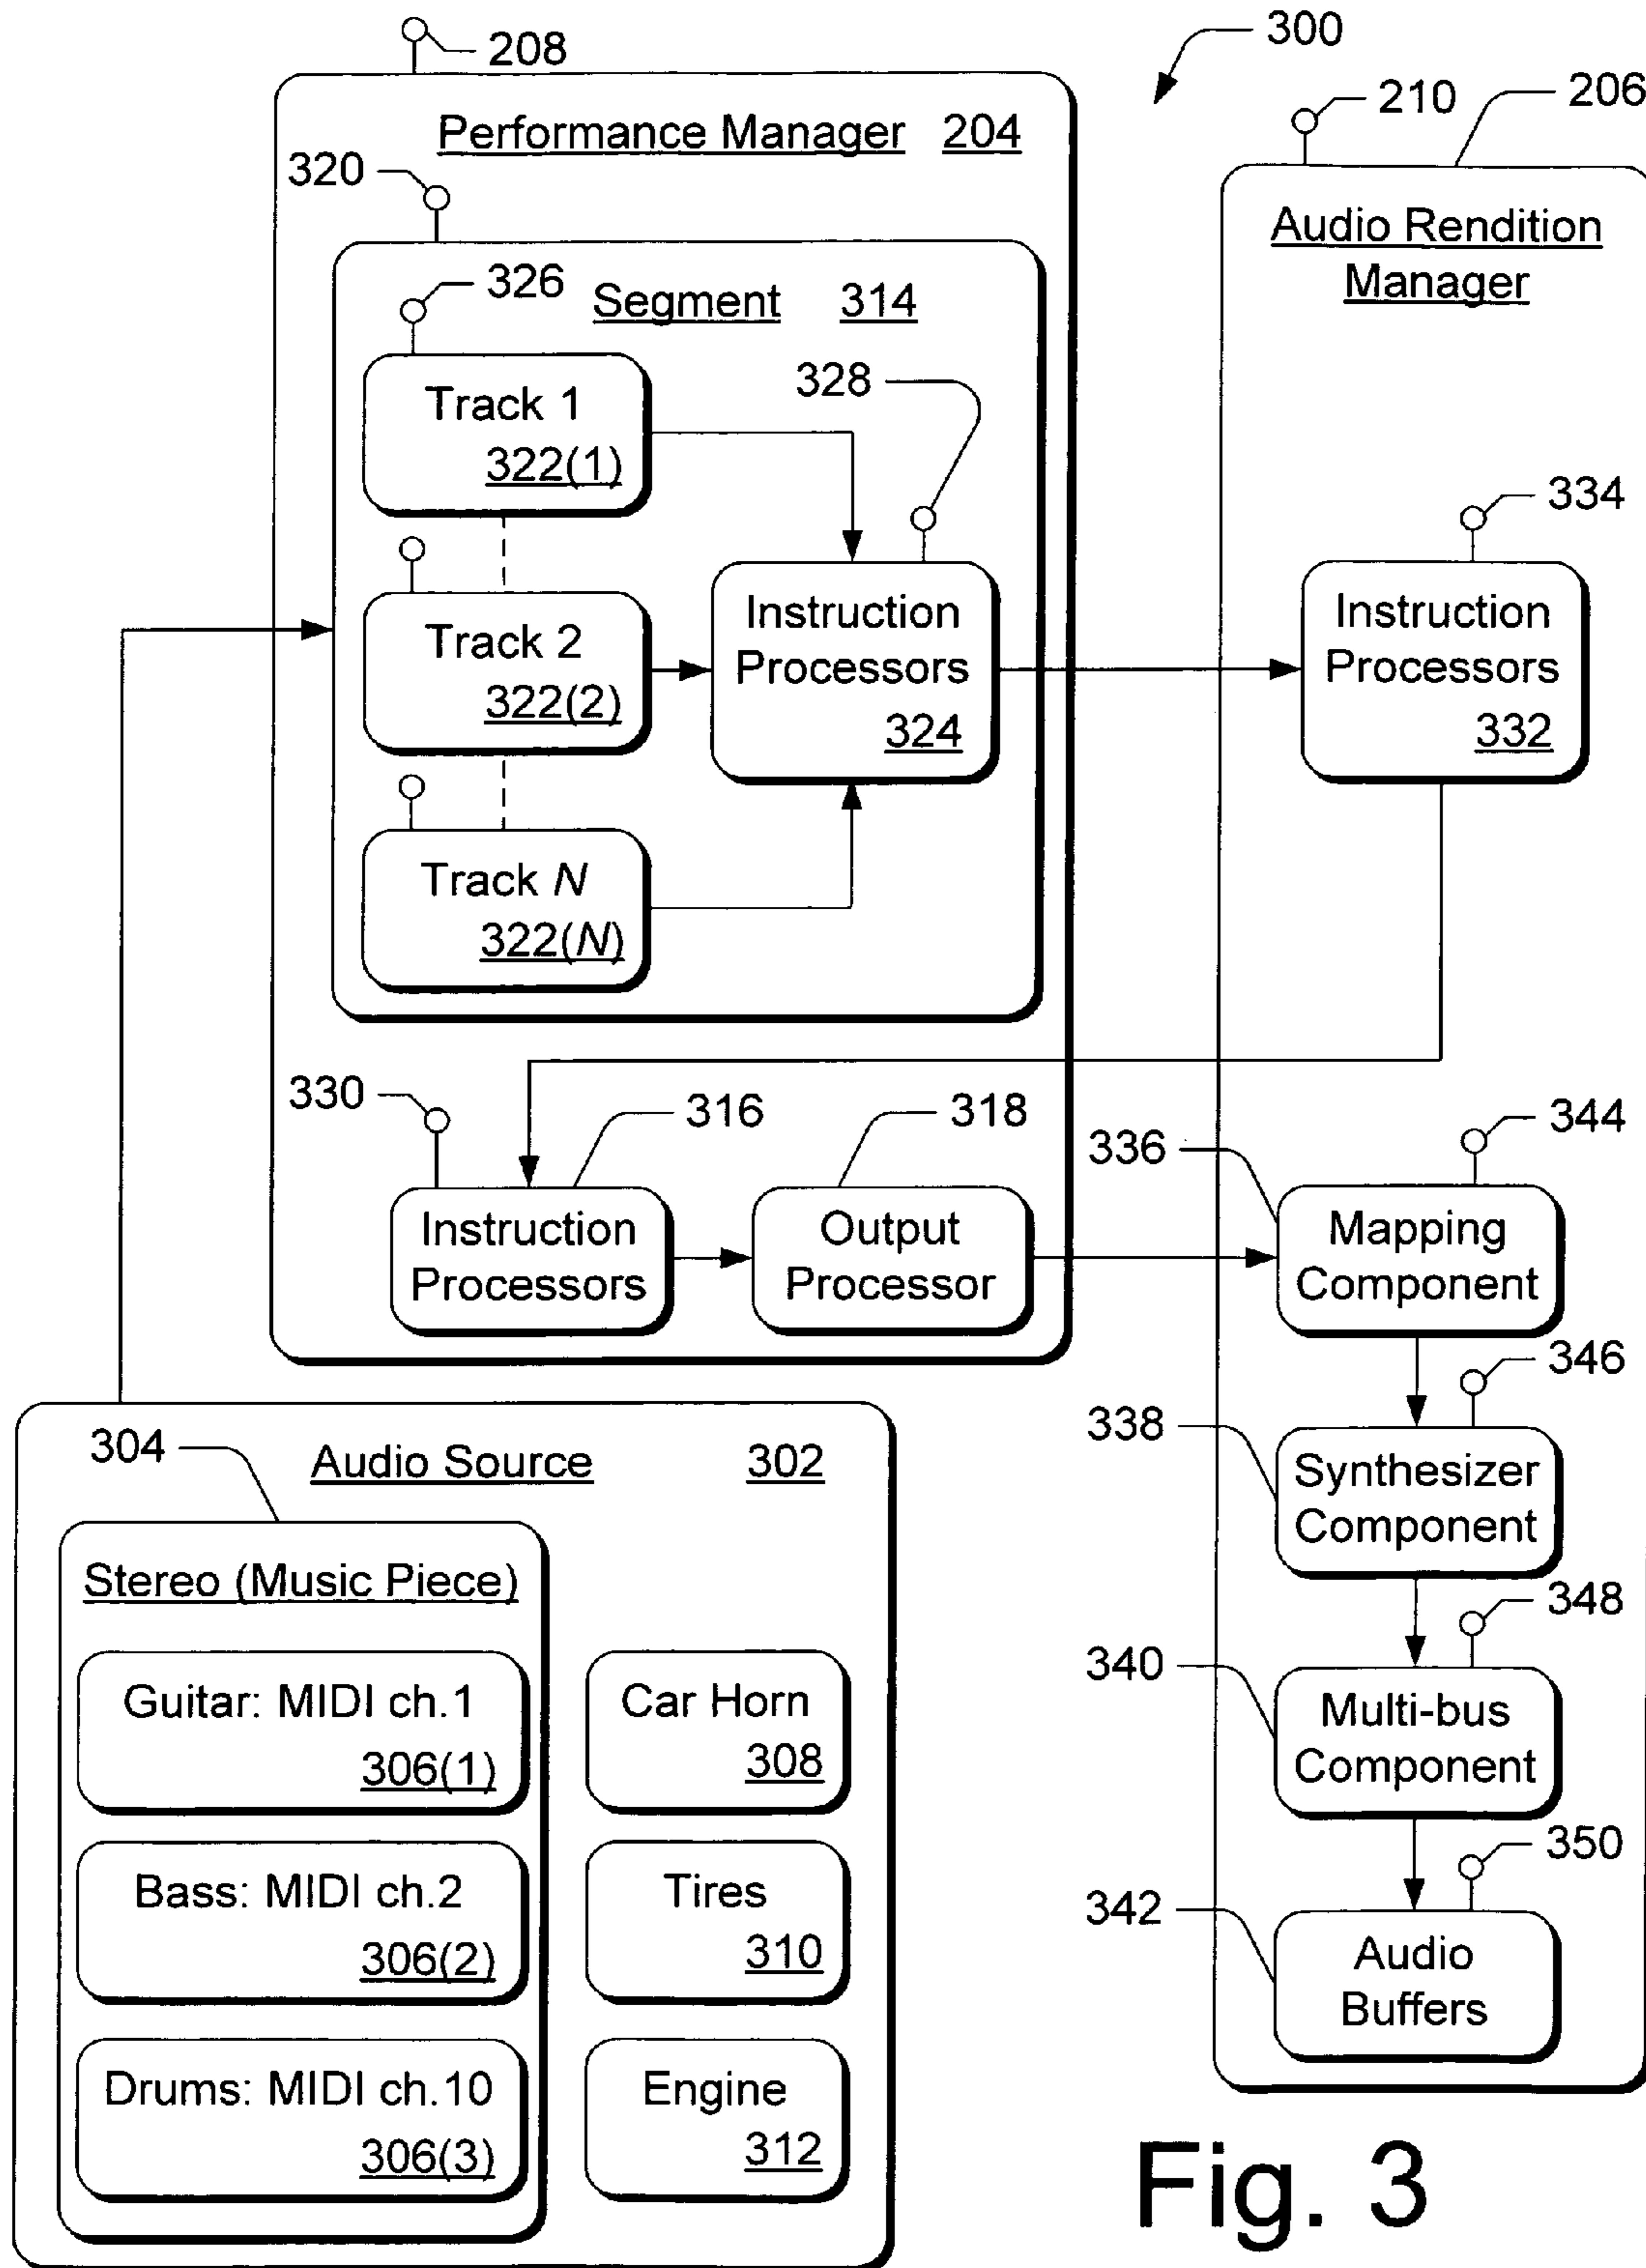 208
300
210
206
Performance Manager 204
320
Audio Rendition
Manager
326
Segment 314
328
Track 1
322(1)
334
Instruction
Processors
324
Instruction
Processors
332
Track 2
322(2)
Track N
322(N)
330
316
318
344
336
Instruction
Processors
Output
Processor
Mapping
Component
346
338
304
Audio Source 302
Synthesizer
Component
Stereo (Music Piece)
348
340
Guitar: MIDI ch.1
306(1)
Car Horn
308
Multi-bus
Component
350
Bass: MIDI ch.2
306(2)
Tires
310
342
Audio
Buffers
Drums: MIDI ch.10
306(3)
Engine
312
Fig. 3